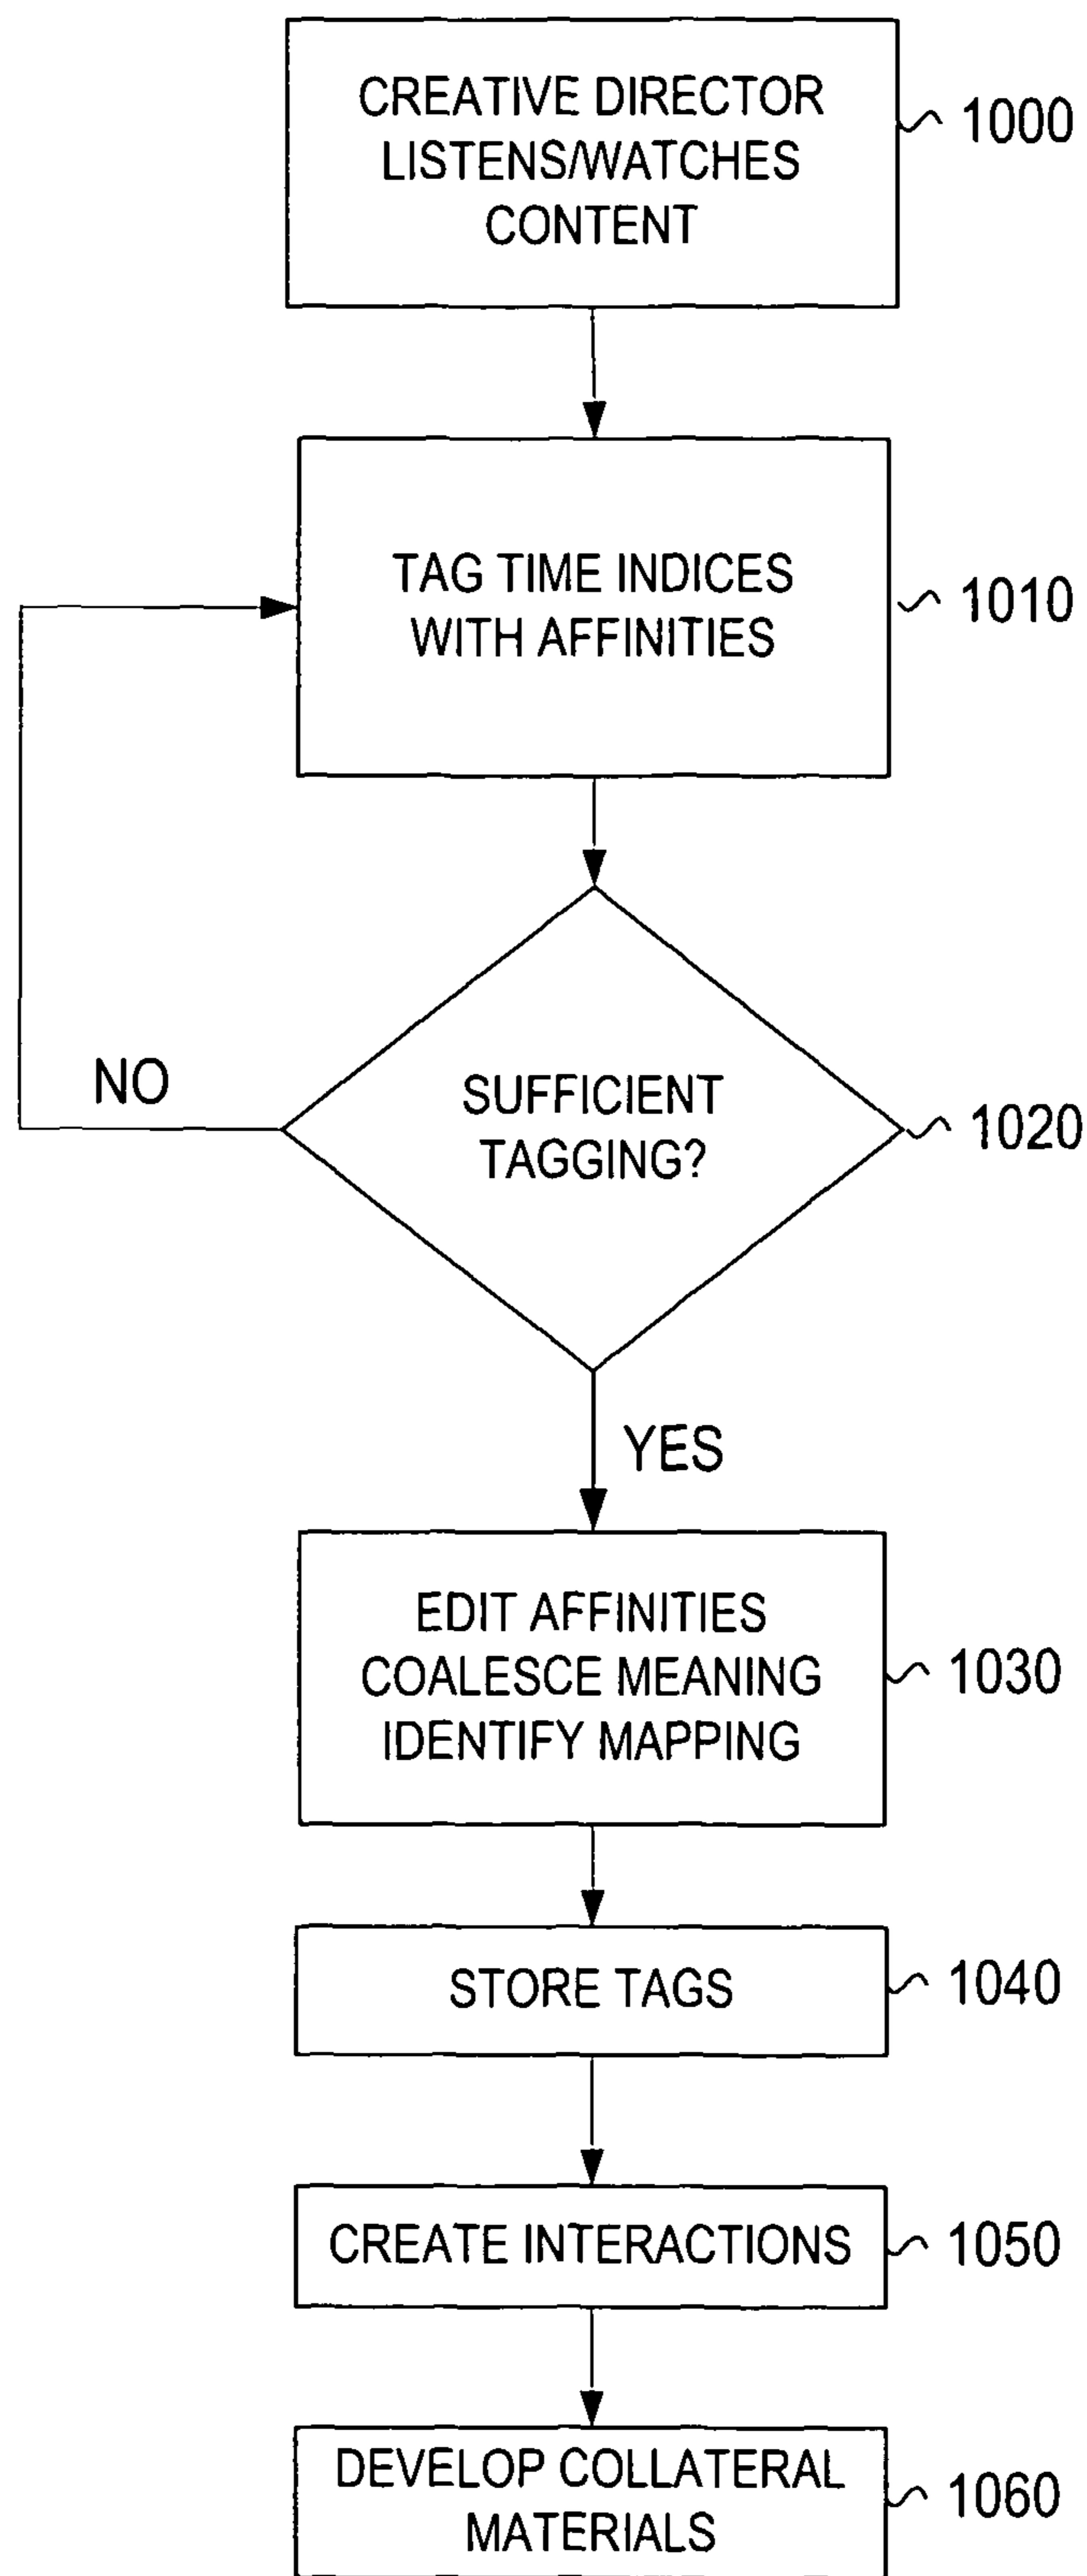 CREATIVE DIRECTOR
LISTENS/WATCHES
CONTENT
1000
TAG TIME INDICES
WITH AFFINITIES
1010
NO
SUFFICIENT
TAGGING?
1020
YES
EDIT AFFINITIES
COALESCE MEANING
IDENTIFY MAPPING
1030
STORE TAGS
1040
CREATE INTERACTIONS
1050
DEVELOP COLLATERAL
MATERIALS
1060